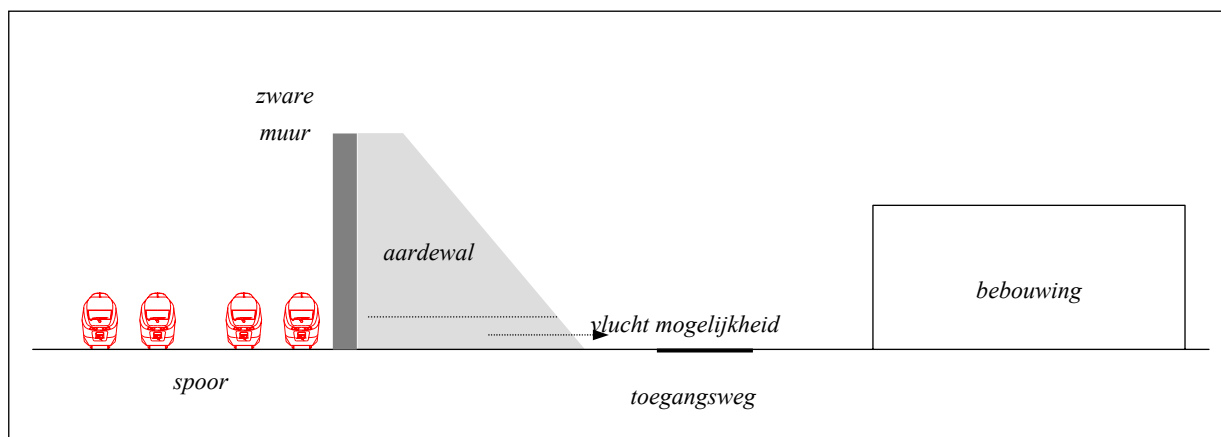 zware
muur
aardewal
bebouwing
vlucht mogelijkheid
spoor
toegangsweg